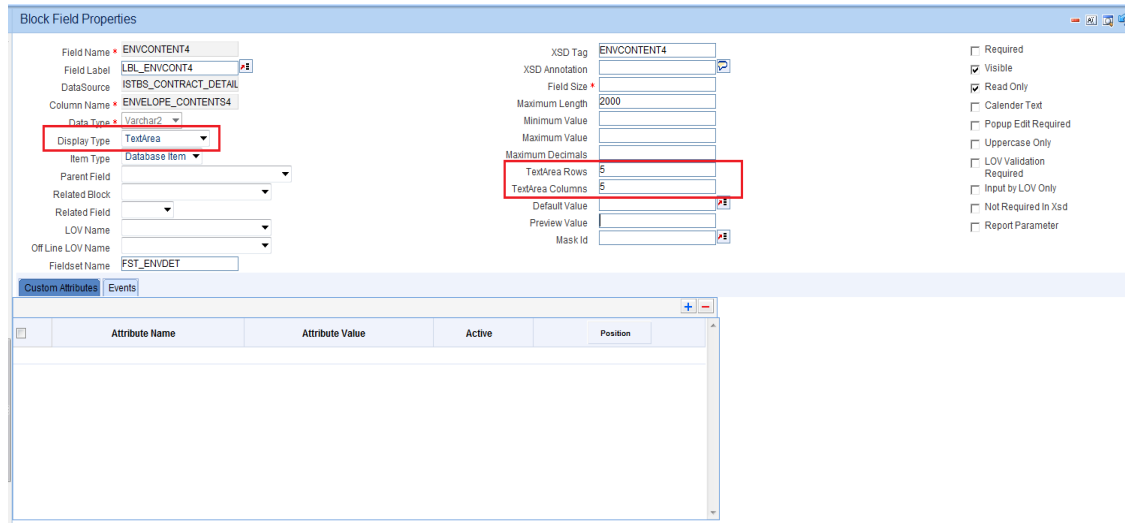 Block Field Properties
Field Name * ENVCONTENT4
Field Label LBL_ENVCONT4
DataSource ISTBS_CONTRACT_DETAIL
Column Name * ENVELOPE_CONTENTS4
Data Type * Varchar2
Display Type TextArea
Item Type Database Item
Parent Field
Related Block
Related Field
LOV Name
Off Line LOV Name
Fieldset Name FST_ENVDET
XSD Tag ENVCONTENT4
XSD Annotation
Field Size *
Maximum Length 2000
Minimum Value
Maximum Value
Maximum Decimals
TextArea Rows 5
TextArea Columns 5
Default Value
Preview Value
Mask Id
Required
Visible
Read Only
Calender Text
Popup Edit Required
Uppercase Only
LOV Validation
Required
Input by LOV Only
Not Required In Xsd
Report Parameter
Custom Attributes Events
Attribute Name Attribute Value Active Position